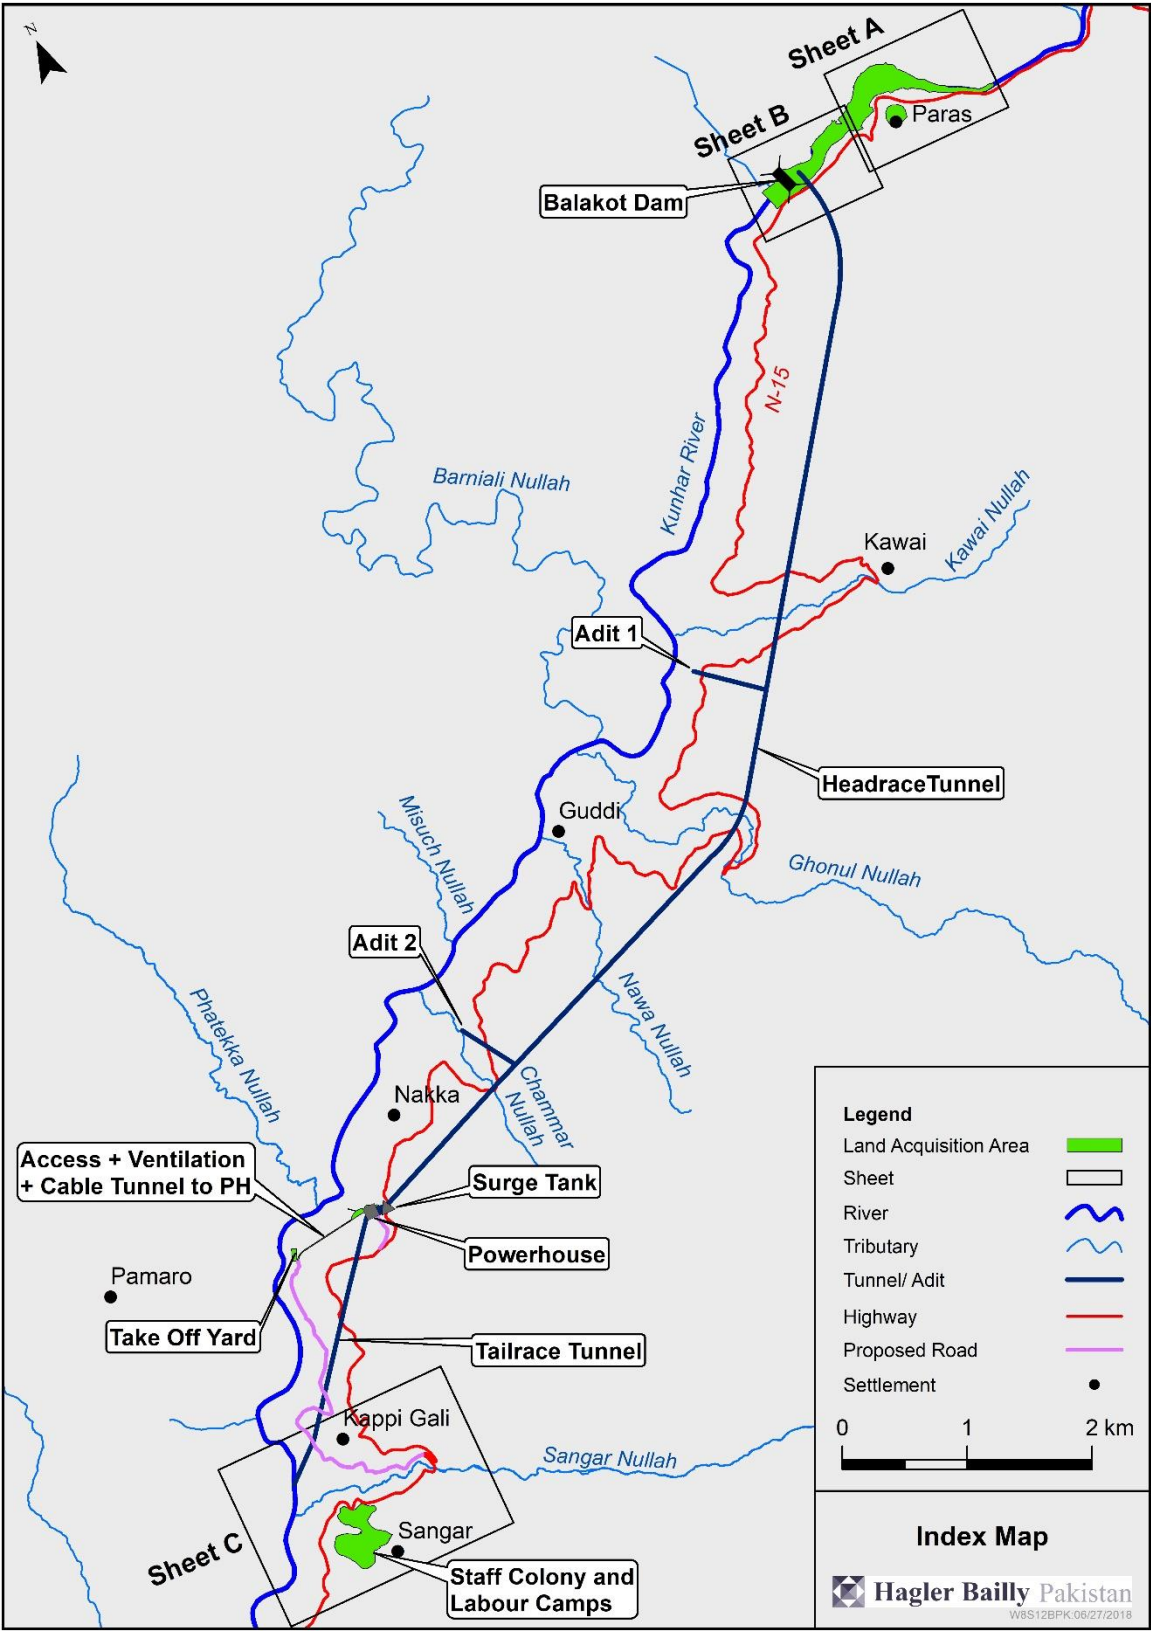 N
Sheet A
Paras
Sheet B
Balakot Dam
N-15
Kunhar River
Barniali Nullah
Kawai Nullah
Kawai
Adit 1
HeadraceTunnel
Misuch Nullah
Guddi
Ghonul Nullah
Adit 2
Phatekka Nullah
Nawa Nullah
Chammar
Nullah
Nakka
Access + Ventilation
+ Cable Tunnel to PH
Surge Tank
Powerhouse
Pamaro
Take Off Yard
Tailrace Tunnel
Kappi Gali
Sangar Nullah
Sheet C
Sangar
Staff Colony and
Labour Camps
Legend
Land Acquisition Area
Sheet
River
Tributary
Tunnel/ Adit
Highway
Proposed Road
Settlement
0 1 2 km
Index Map
Hagler Bailly Pakistan
W8S12BPK:06/27/2018